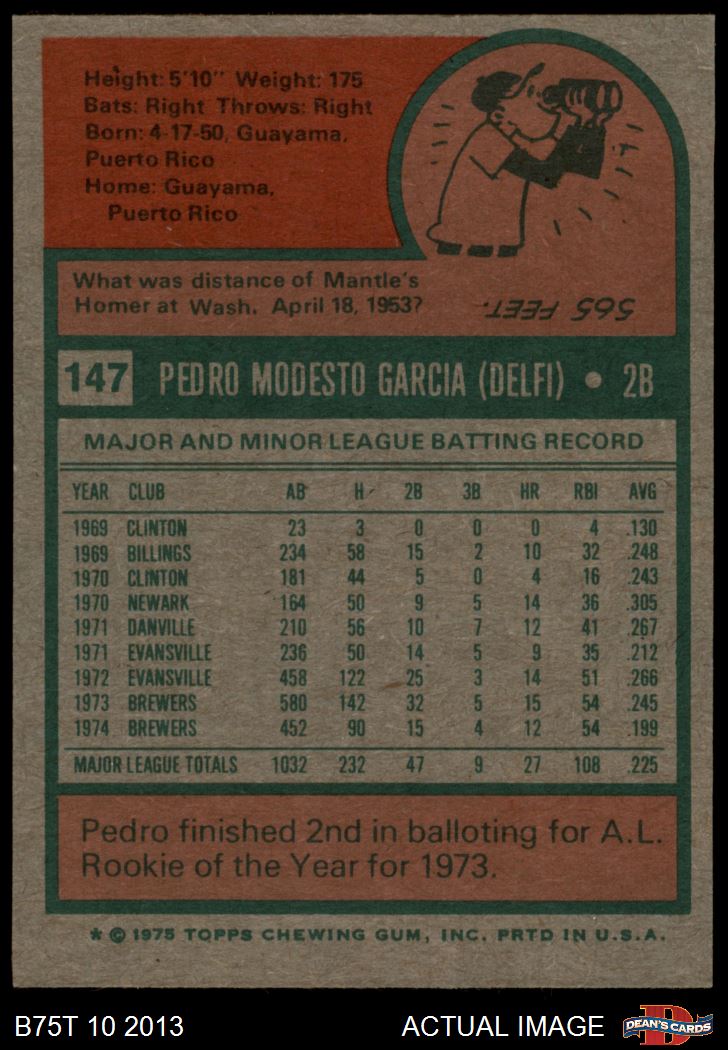 Height: 5'10" Weight: 175
Bats: Right Throws: Right
Born: 4-17-50, Guayama,
Puerto Rico
Home: Guayama,
Puerto Rico
What was distance of Mantle's
Homer at Wash. April 18, 1953?
565 FEET.
147 PEDRO MODESTO GARCIA (DELFI) • 2B
MAJOR AND MINOR LEAGUE BATTING RECORD
YEAR CLUB AB H 2B 3B HR RBI AVG
1969 CLINTON 23 3 0 0 0 4 .130
1969 BILLINGS 234 58 15 2 10 32 .248
1970 CLINTON 181 44 5 0 4 16 .243
1970 NEWARK 164 50 9 5 14 36 .305
1971 DANVILLE 210 56 10 7 12 41 .267
1971 EVANSVILLE 236 50 14 5 9 35 .212
1972 EVANSVILLE 458 122 25 3 14 51 .266
1973 BREWERS 580 142 32 5 15 54 .245
1974 BREWERS 452 90 15 4 12 54 .199
MAJOR LEAGUE TOTALS 1032 232 47 9 27 108 .225
Pedro finished 2nd in balloting for A.L.
Rookie of the Year for 1973.
* © 1975 TOPPS CHEWING GUM, INC. PRTD IN U.S.A.
B75T 10 2013 ACTUAL IMAGE D DEAN'S CARDS